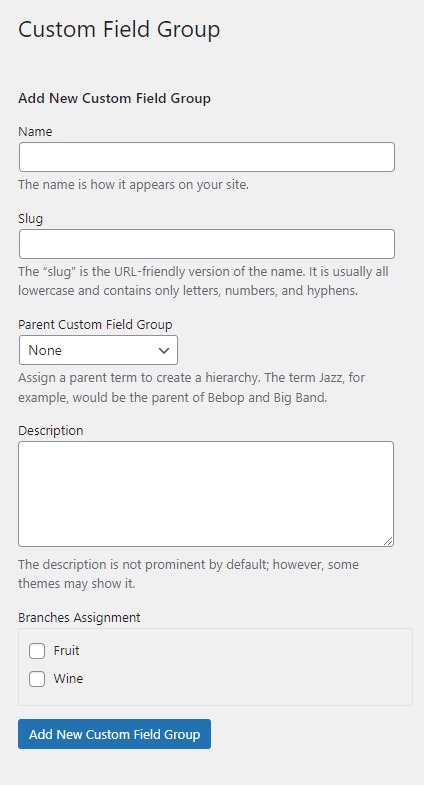 Custom Field Group
Add New Custom Field Group
Name
The name is how it appears on your site.
Slug
The “slug” is the URL-friendly version of the name. It is usually all
lowercase and contains only letters, numbers, and hyphens.
Parent Custom Field Group
None
Assign a parent term to create a hierarchy. The term Jazz, for
example, would be the parent of Bebop and Big Band.
Description
The description is not prominent by default; however, some
themes may show it.
Branches Assignment
Fruit
Wine
Add New Custom Field Group